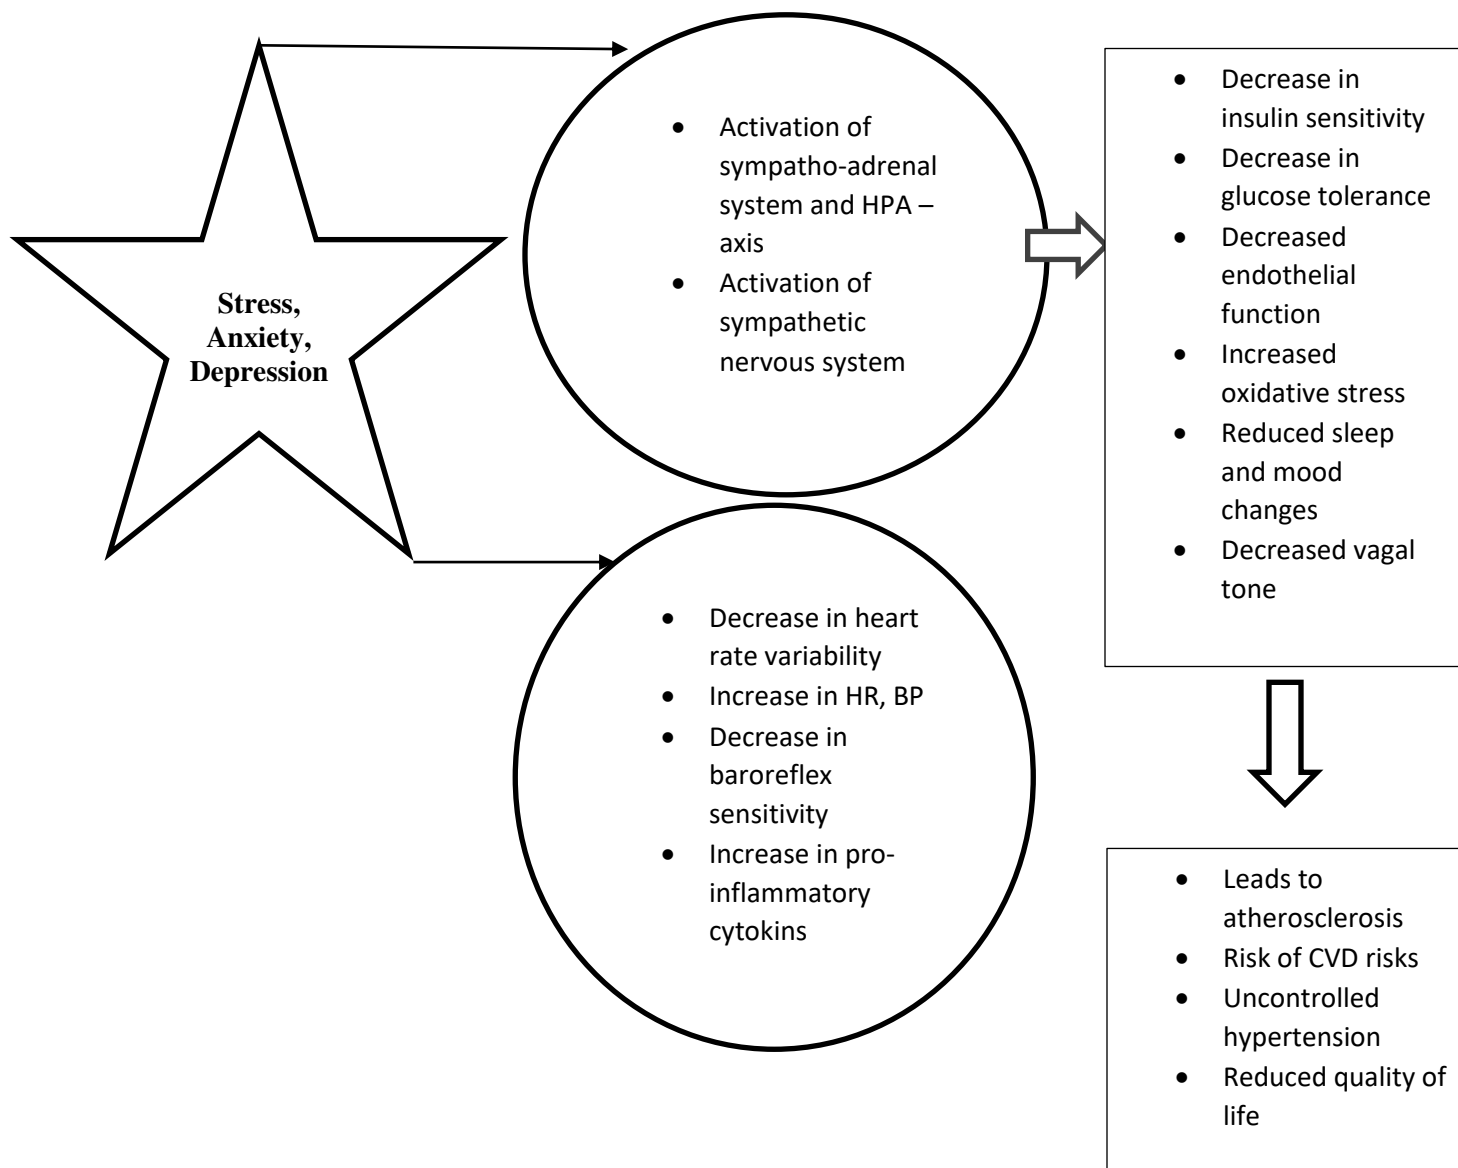 Stress,
Anxiety,
Depression
• Activation of
sympatho-adrenal
system and HPA –
axis
• Activation of
sympathetic
nervous system
• Decrease in heart
rate variability
• Increase in HR, BP
• Decrease in
baroreflex
sensitivity
• Increase in pro-
inflammatory
cytokins
• Decrease in
insulin sensitivity
• Decrease in
glucose tolerance
• Decreased
endothelial
function
• Increased
oxidative stress
• Reduced sleep
and mood
changes
• Decreased vagal
tone
• Leads to
atherosclerosis
• Risk of CVD risks
• Uncontrolled
hypertension
• Reduced quality of
life